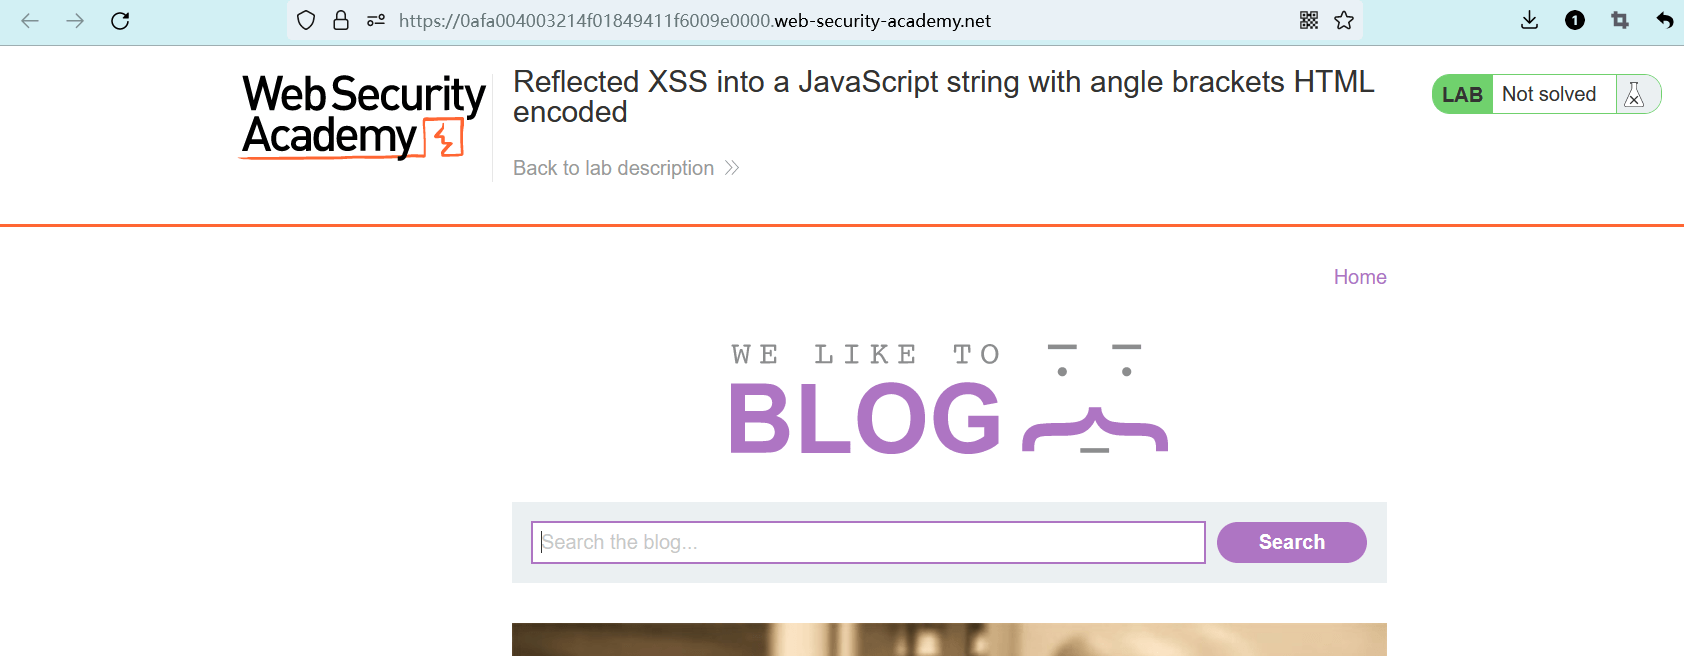 https://0afa004003214f01849411f6009e0000.web-security-academy.net
1
Web Security
Academy
Reflected XSS into a JavaScript string with angle brackets HTML
encoded
Back to lab description
LAB Not solved
Home
WE LIKE TO
BLOG
Search the blog...
Search